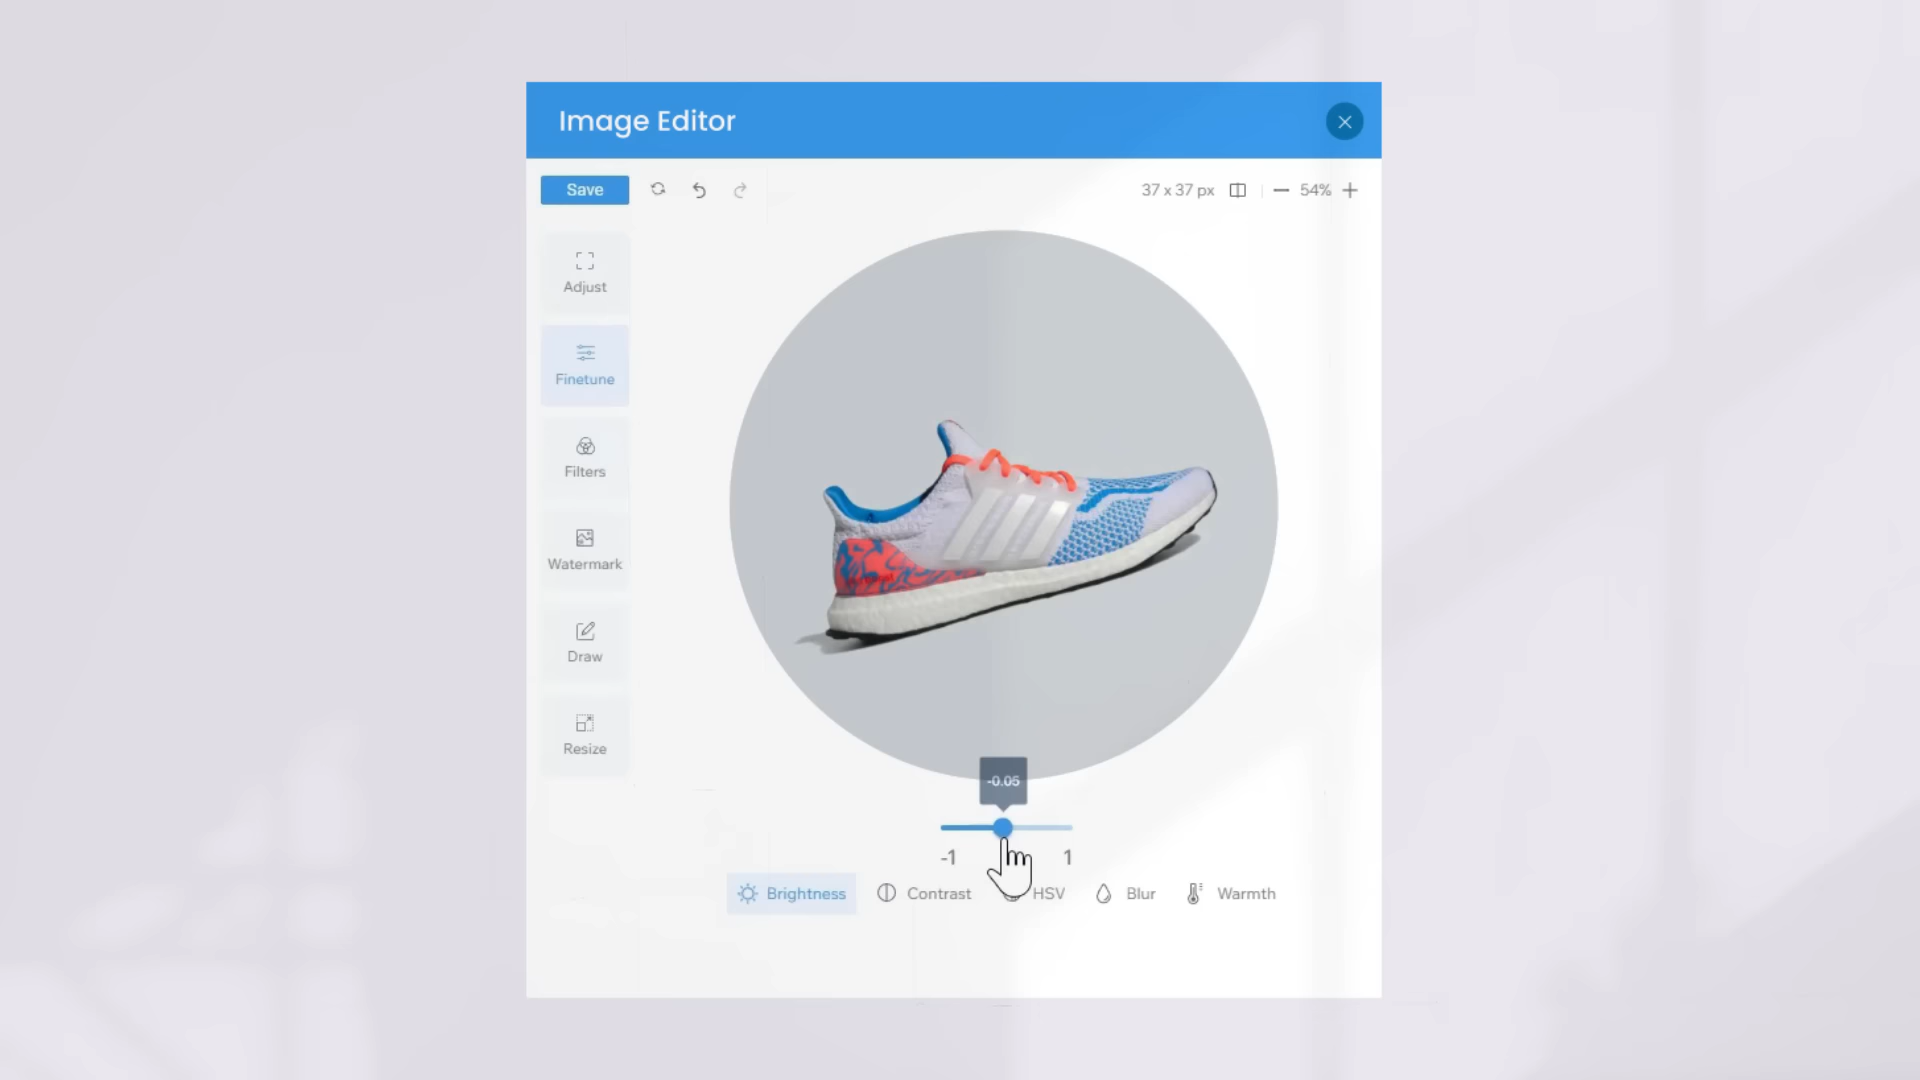 Image Editor
Save
37 x 37 px
54%
Adjust
Finetune
Filters
Watermark
Draw
Resize
-0.05
-1
1
Brightness
Contrast
HSV
Blur
Warmth